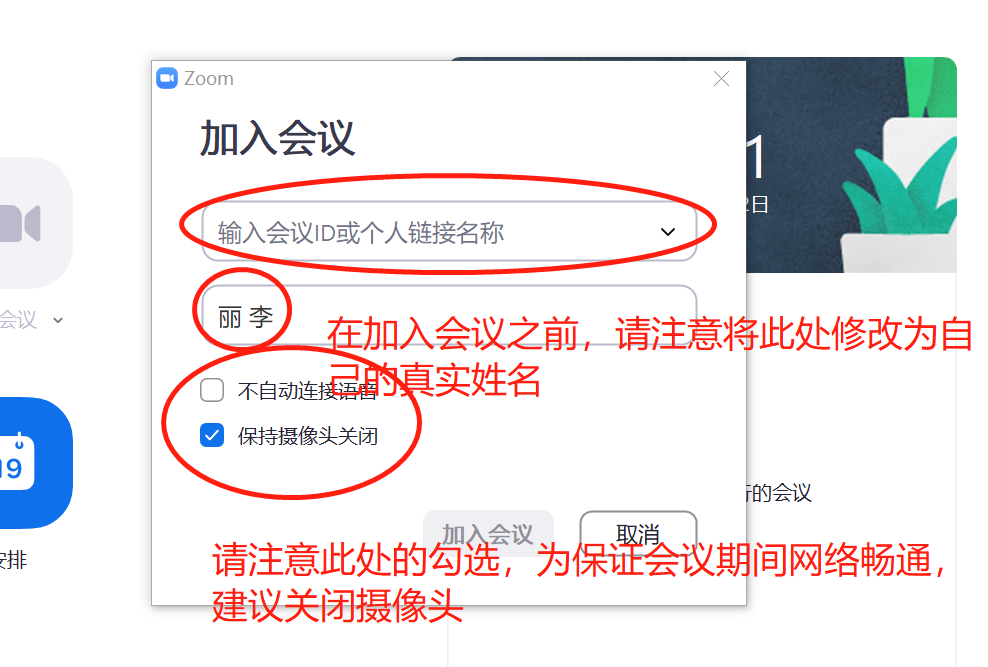 Zoom
加入会议
1
2日
输入会议ID或个人链接名称
丽 李
会议
在加入会议之前，请注意将此处修改为自
己的真实姓名
不自动连接语音
保持摄像头关闭
19
行的会议
加入会议
取消
安排
请注意此处的勾选，为保证会议期间网络畅通，
建议关闭摄像头